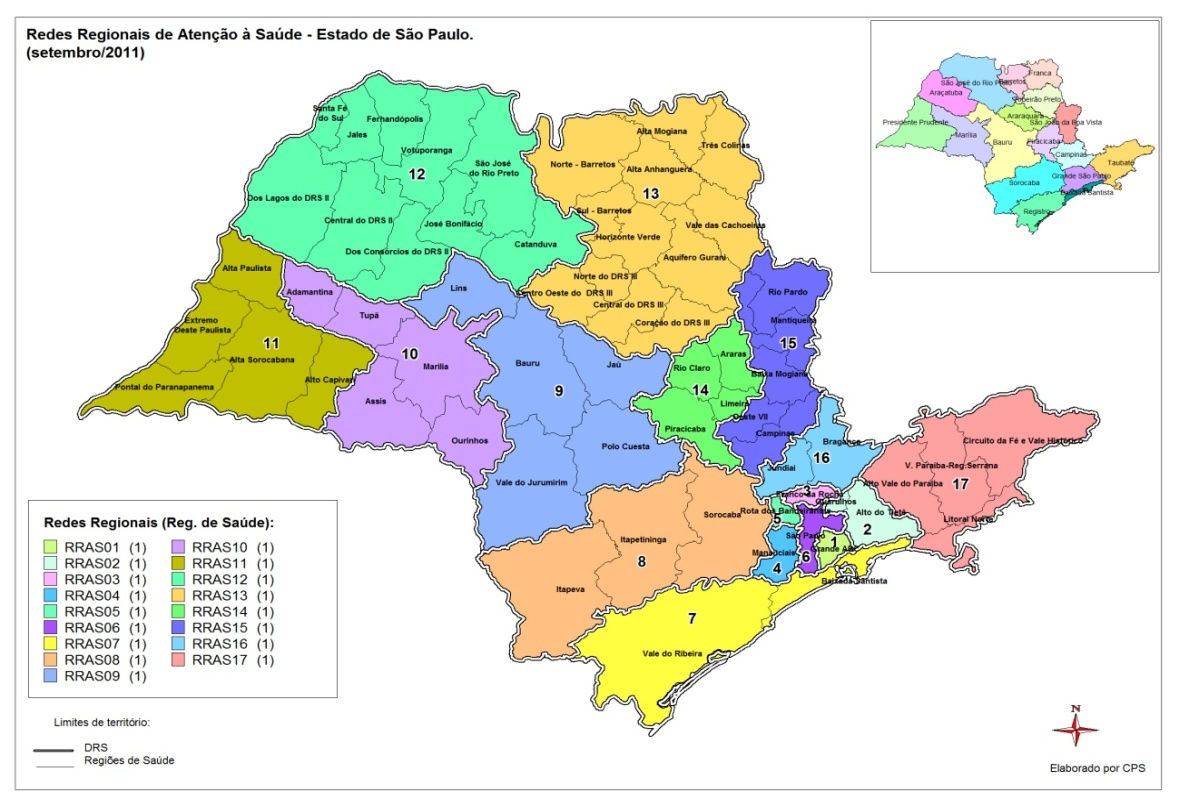 Redes Regionais de Atenção à Saúde - Estado de São Paulo.
(setembro/2011)
São José do Rio Preto
Barretos
Franca
Araçatuba
Ribeirão Preto
Araraquara
São João da Boa Vista
Presidente Prudente
Marília
Bauru
Piracicaba
Campinas
Taubaté
Sorocaba
Grande São Paulo
Baixada Santista
Registro
Santa Fé
do Sul
Jales
Fernandópolis
Votuporanga
12
São José
do Rio Preto
Dos Lagos do DRS II
Central do DRS II
José Bonifácio
Dos Consórcios do DRS II
Catanduva
Alta Mogiana
Três Colinas
Norte - Barretos
Alta Anhanguera
13
Sul - Barretos
Vale das Cachoeiras
Horizonte Verde
Aquífero Gurani
Norte do DRS III
Centro Oeste do DRS III
Central do DRS III
Coração do DRS III
Alta Paulista
Extremo
Oeste Paulista
11
Alta Sorocabana
Pontal do Paranapanema
Alto Capivari
Adamantina
Tupã
10
Marília
Assis
Ourinhos
Lins
Bauru
Jaú
9
Polo Cuesta
Vale do Jurumirim
Rio Pardo
Mantiqueira
15
Baixa Mogiana
Oeste VII
Campinas
Araras
Rio Claro
14
Limeira
Piracicaba
Bragança
16
Jundiaí
Circuito da Fé e Vale Histórico
V. Paraíba-Reg.Serrana
Alto Vale do Paraíba
17
Litoral Norte
3
Franco da Rocha
Guarulhos
Rota dos Bandeirantes
5
Alto do Tietê
2
São Paulo
1
Grande ABC
Mananciais
4
6
Baixada Santista
Sorocaba
Itapetininga
8
Itapeva
7
Vale do Ribeira
Redes Regionais (Reg. de Saúde):
RRAS01 (1)
RRAS02 (1)
RRAS03 (1)
RRAS04 (1)
RRAS05 (1)
RRAS06 (1)
RRAS07 (1)
RRAS08 (1)
RRAS09 (1)
RRAS10 (1)
RRAS11 (1)
RRAS12 (1)
RRAS13 (1)
RRAS14 (1)
RRAS15 (1)
RRAS16 (1)
RRAS17 (1)
Limites de território:
DRS
Regiões de Saúde
N
Elaborado por CPS